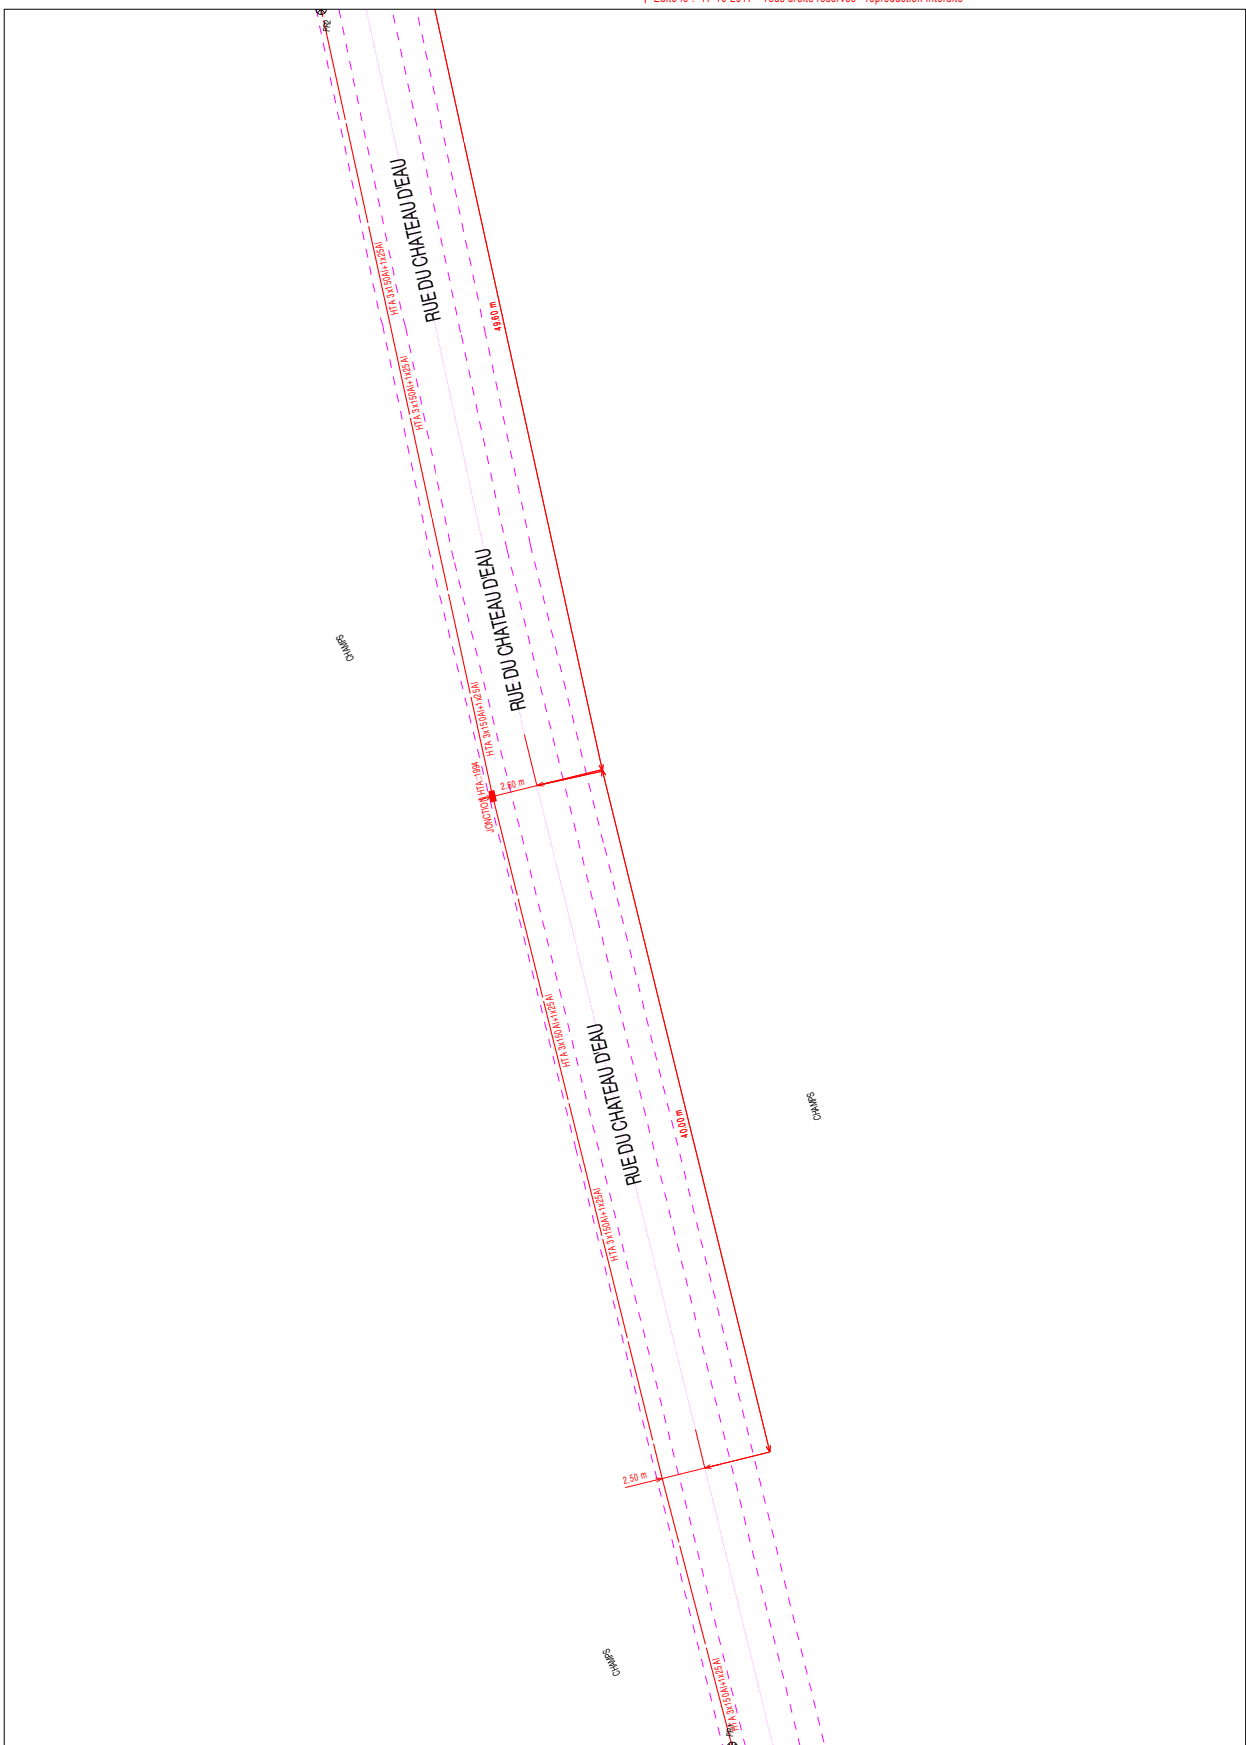 PR2
RUE DU CHATEAU D'EAU
HTA 3x150Al+1x25Al
49.60 m
HTA 3x150Al+1x25Al
RUE DU CHATEAU D'EAU
CHAMPS
HTA 3x150Al+1x25Al
JONCTION HTA:1994
2.60 m
HTA 3x150Al+1x25Al
RUE DU CHATEAU D'EAU
CHAMPS
40.00 m
HTA 3x150Al+1x25Al
2.50 m
CHAMPS
HTA 3x150Al+1x25Al